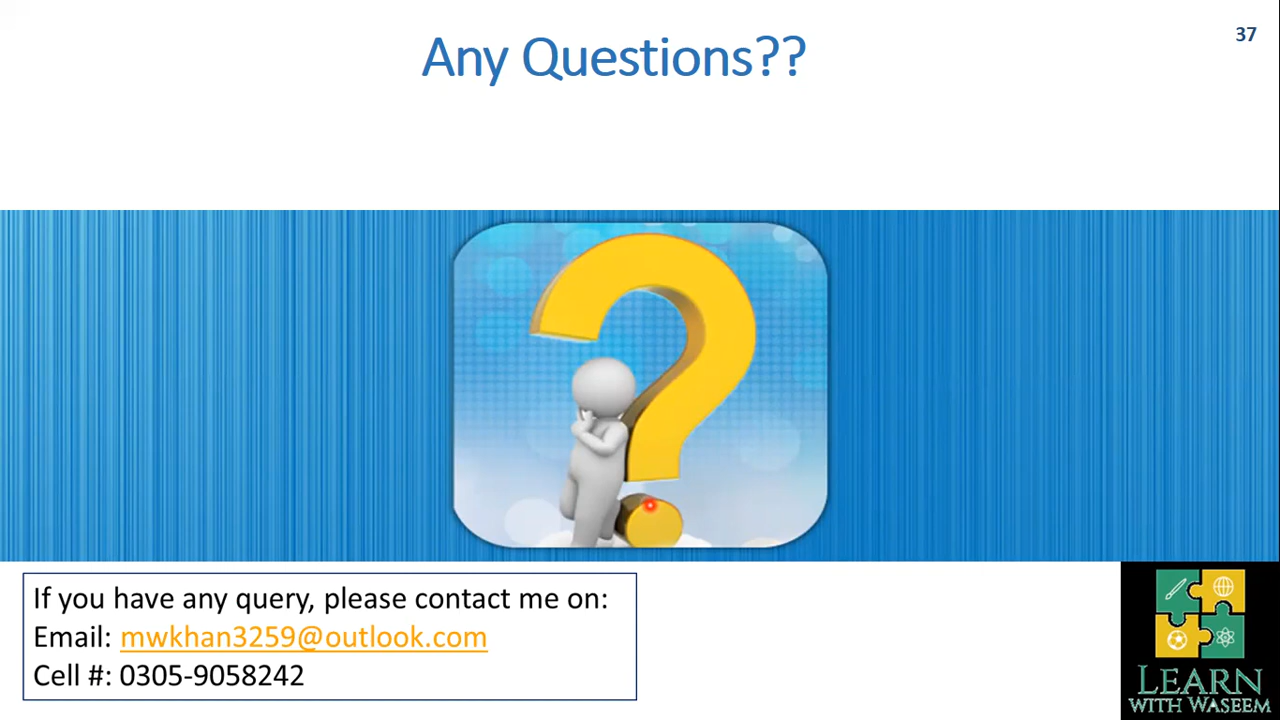 37
Any Questions??
If you have any query, please contact me on:
Email: mwkhan3259@outlook.com
Cell #: 0305-9058242
LEARN
WITH WASEEM